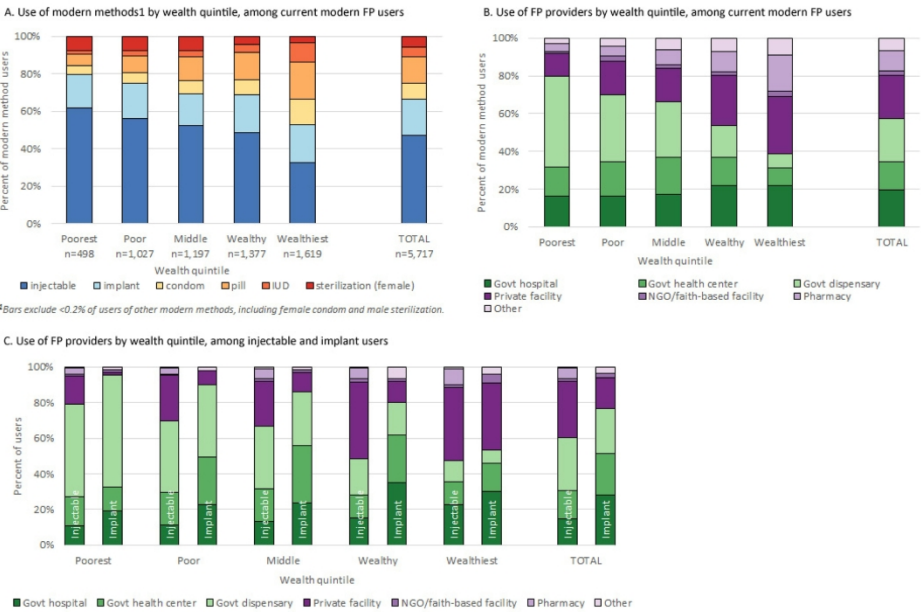 A. Use of modern methods1 by wealth quintile, among current modern FP users
Percent of modern method users
100%
80%
60%
40%
20%
0%
Poorest Poor Middle Wealthy Wealthiest TOTAL
n=498 n=1,027 n=1,197 n=1,377 n=1,619 n=5,717
Wealth quintile
injectable implant condom pill IUD sterilization (female)
1Bars exclude <0.2% of users of other modern methods, including female condom and male sterilization.
B. Use of FP providers by wealth quintile, among current modern FP users
Percent of modern method users
100%
80%
60%
40%
20%
0%
Poorest Poor Middle Wealthy Wealthiest TOTAL
Wealth quintile
Govt hospital Govt health center Govt dispensary
Private facility NGO/faith-based facility Pharmacy
Other
C. Use of FP providers by wealth quintile, among injectable and implant users
Percent of users
100%
80%
60%
40%
20%
0%
Injectable Implant Injectable Implant Injectable Implant Injectable Implant Injectable Implant Injectable Implant
Poorest Poor Middle Wealthy Wealthiest TOTAL
Wealth quintile
Govt hospital Govt health center Govt dispensary Private facility NGO/faith-based facility Pharmacy Other